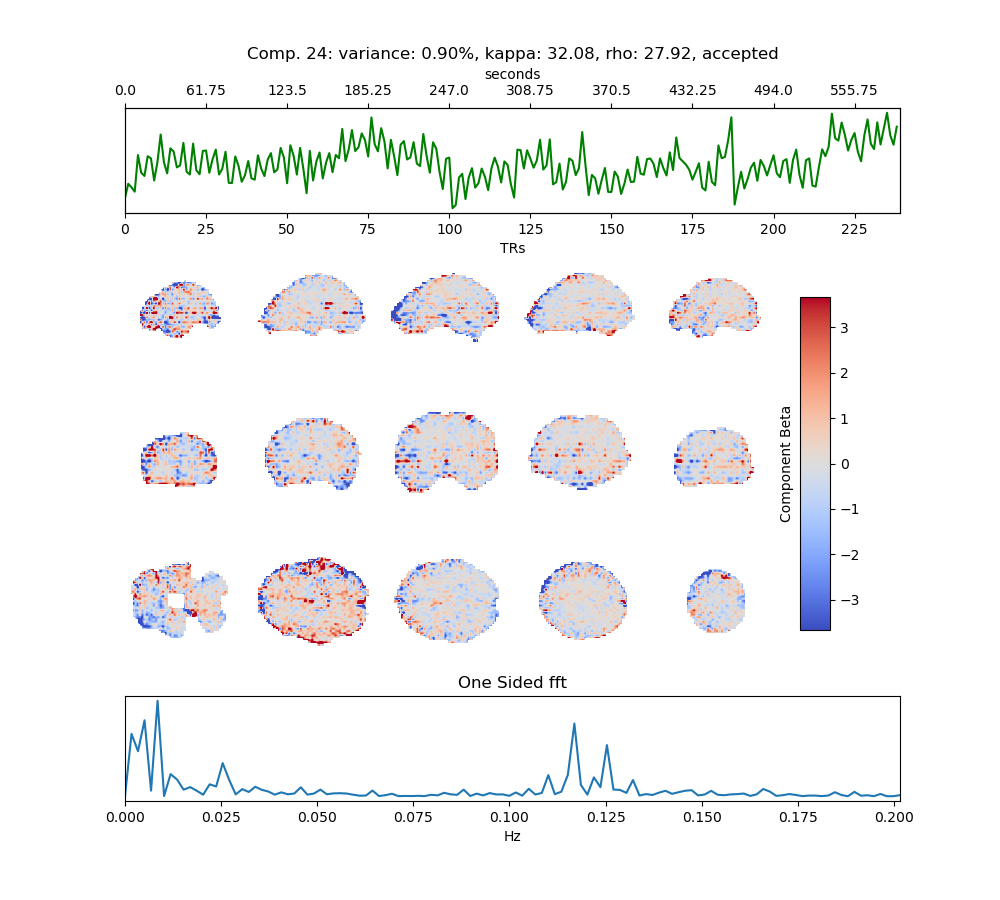 Comp. 24: variance: 0.90%, kappa: 32.08, rho: 27.92, accepted
seconds
0.0 61.75 123.5 185.25 247.0 308.75 370.5 432.25 494.0 555.75
0 25 50 75 100 125 150 175 200 225
TRs
3
2
1
0
−1
−2
−3
Component Beta
One Sided fft
0.000 0.025 0.050 0.075 0.100 0.125 0.150 0.175 0.200
Hz